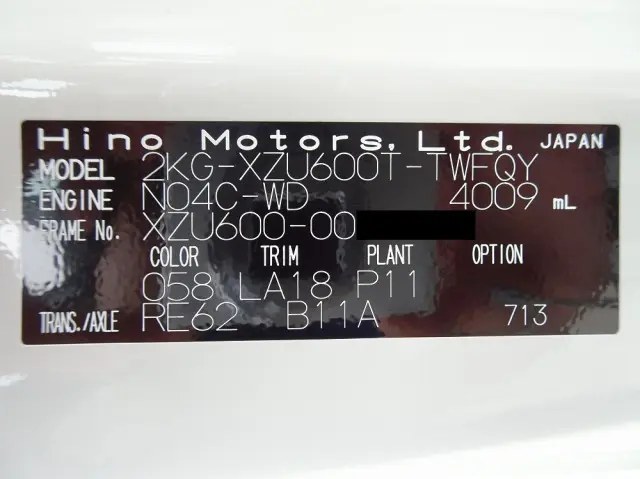 Hino Motors, Ltd. JAPAN
MODEL 2KG-XZU600T-TWFQY
ENGINE N04C-WD 4009 mL
FRAME No. XZU600-00
COLOR TRIM PLANT OPTION
058 LA18 P11
TRANS./AXLE RE62 B11A 713